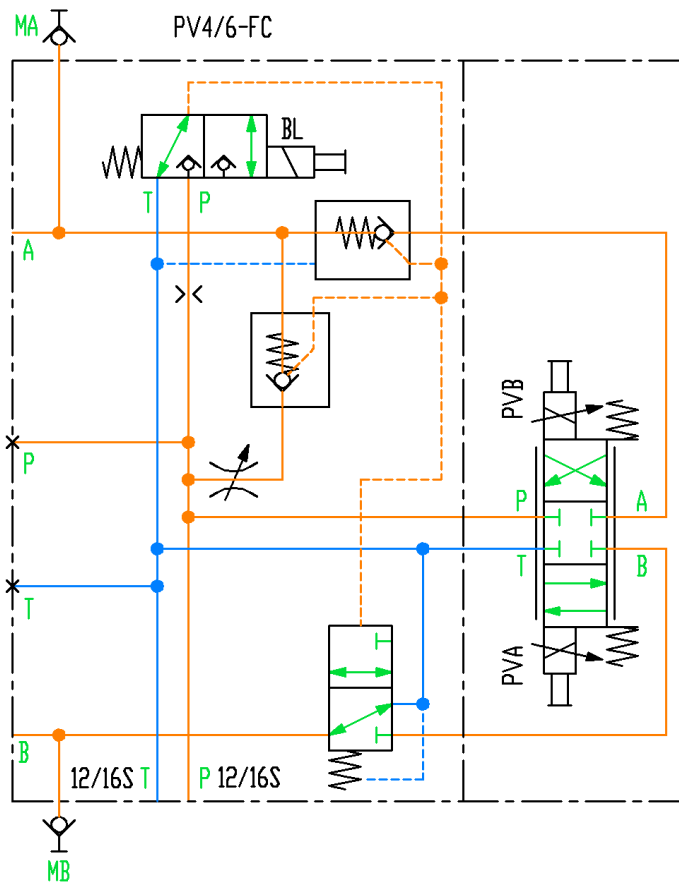 MA
PV4/6-FC
BL
T P
A
PVB
P
P A
T B
T
PVA
B
12/16S T P 12/16S
MB